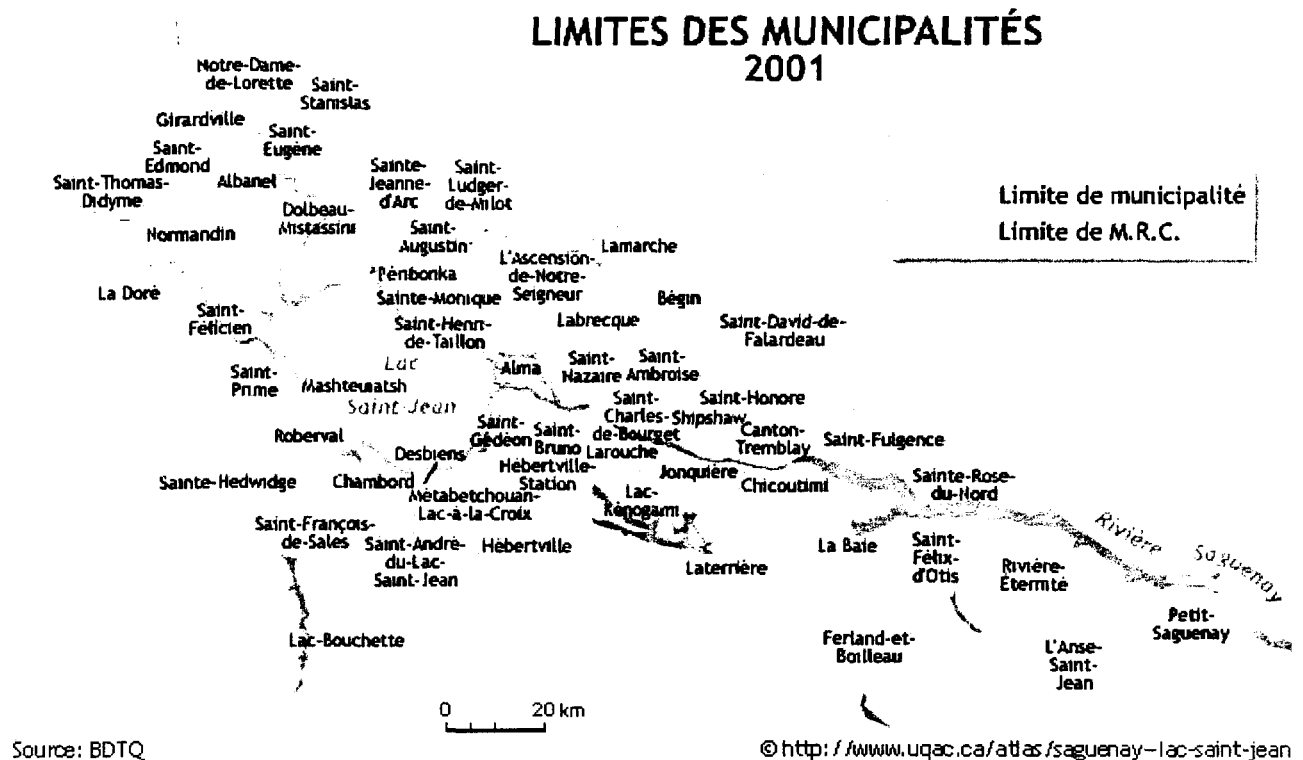 LIMITES DES MUNICIPALITÉS
2001
Notre-Dame-
de-Lorette
Saint-
Stanislas
Girardville
Saint-
Eugène
Saint-
Edmond
Saint-Thomas-
Didyme
Albanel
Sainte-
Jeanne-
d'Arc
Saint-
Ludger-
de-Milot
Limite de municipalité
Limite de M.R.C.
Dolbeau-
Mistassini
Normandin
Saint-
Augustin
L'Ascension-
de-Notre-
Seigneur
Lamarche
Péribonka
La Doré
Sainte-Monique
Bégin
Saint-
Félicien
Saint-Henri-
de-Taillon
Labrecque
Saint-David-de-
Falardeau
Lac
Saint-Jean
Alma
Saint-
Nazaire
Saint-
Ambroise
Saint-
Prime
Mashteuiatsh
Saint-
Charles-
de-Bourget
Saint-Honoré
Shipshaw
Roberval
Desbiens
Saint-
Gédéon
Saint-
Bruno
Larouche
Canton-
Tremblay
Saint-Fulgence
Sainte-Hedwidge
Chambord
Hébertville-
Station
Jonquière
Chicoutimi
Sainte-Rose-
du-Nord
Métabetchouan-
Lac-à-la-Croix
Lac-
Kénogami
Rivière Saguenay
Saint-François-
de-Sales
Saint-André-
du-Lac-
Saint-Jean
Hébertville
Laterrière
La Baie
Saint-
Félix-
d'Otis
Rivière-
Éternité
Petit-
Saguenay
Lac-Bouchette
Ferland-et-
Boilleau
L'Anse-
Saint-
Jean
0 20 km
Source: BDTQ
©http://www.uqac.ca/atlas/saguenay-lac-saint-jean